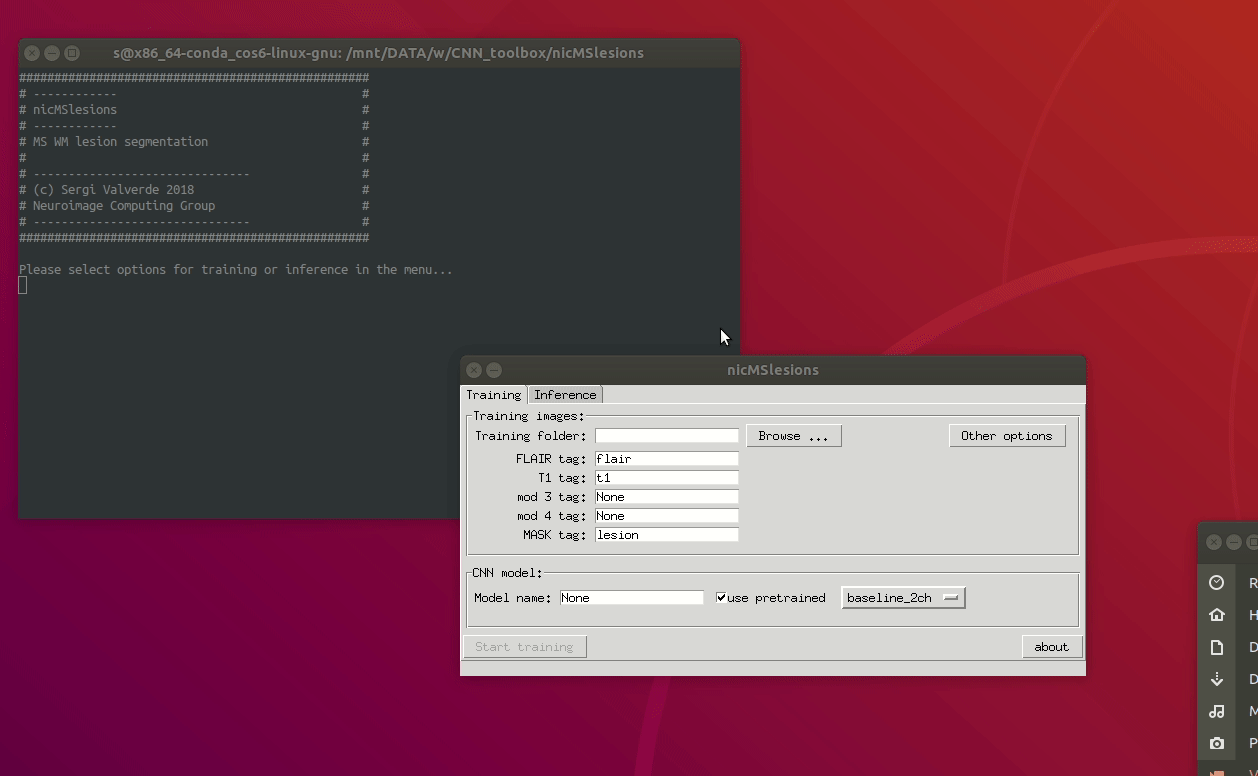 s@x86_64-conda_cos6-linux-gnu: /mnt/DATA/w/CNN_toolbox/nicMSlesions
##################################################
# ------------ #
# nicMSlesions #
# ------------ #
# MS WM lesion segmentation #
# #
# ------------------------------- #
# (c) Sergi Valverde 2018 #
# Neuroimage Computing Group #
# ------------------------------- #
##################################################
Please select options for training or inference in the menu...
nicMSlesions
Training Inference
Training images:
Training folder: Browse ... Other options
FLAIR tag: flair
T1 tag: t1
mod 3 tag: None
mod 4 tag: None
MASK tag: lesion
CNN model:
Model name: None use pretrained baseline_2ch
Start training about
R
H
D
D
M
P